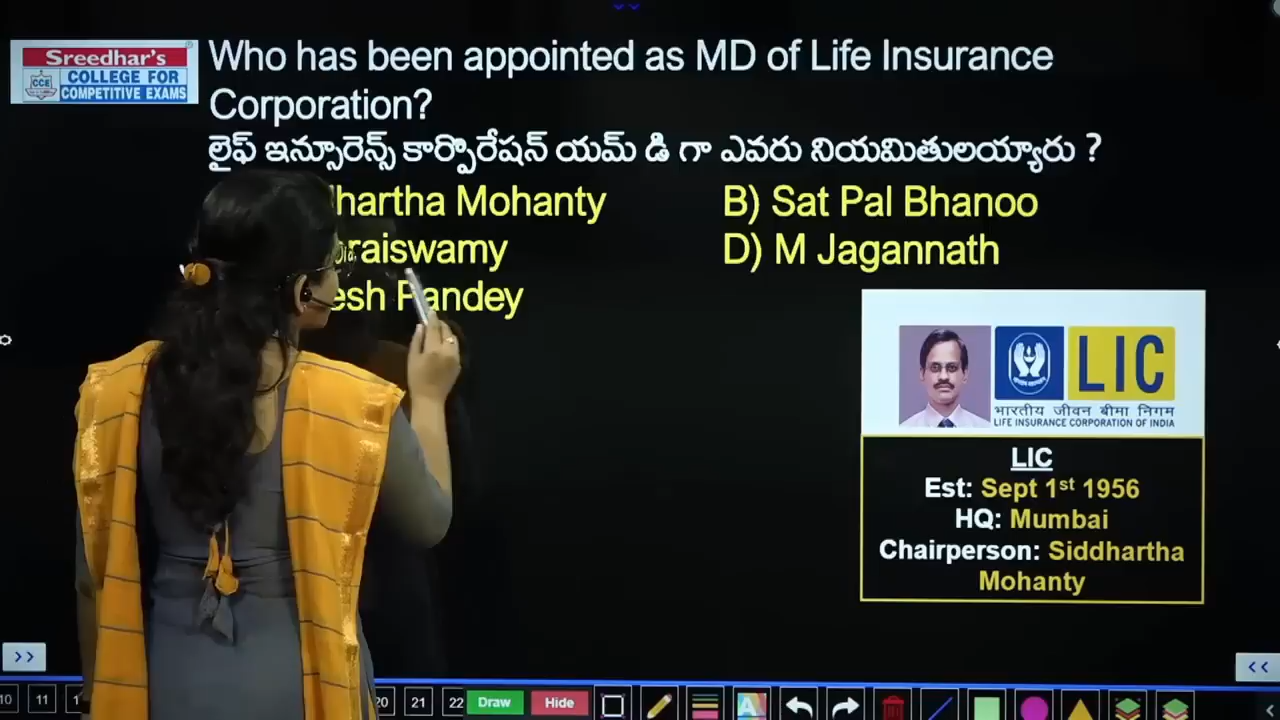 Sreedhar's
CCE
COLLEGE FOR
COMPETITIVE EXAMS
Who has been appointed as MD of Life Insurance
Corporation?
లైఫ్ ఇన్సూరెన్స్ కార్పొరేషన్ యమ్ డి గా ఎవరు నియమితులయ్యారు ?
dhartha Mohanty
B) Sat Pal Bhanoo
raiswamy
D) M Jagannath
esh Pandey
LIC
भारतीय जीवन बीमा निगम
LIFE INSURANCE CORPORATION OF INDIA
LIC
Est: Sept 1st 1956
HQ: Mumbai
Chairperson: Siddhartha
Mohanty
>>
<<
10 11 1 20 21 22 Draw Hide A